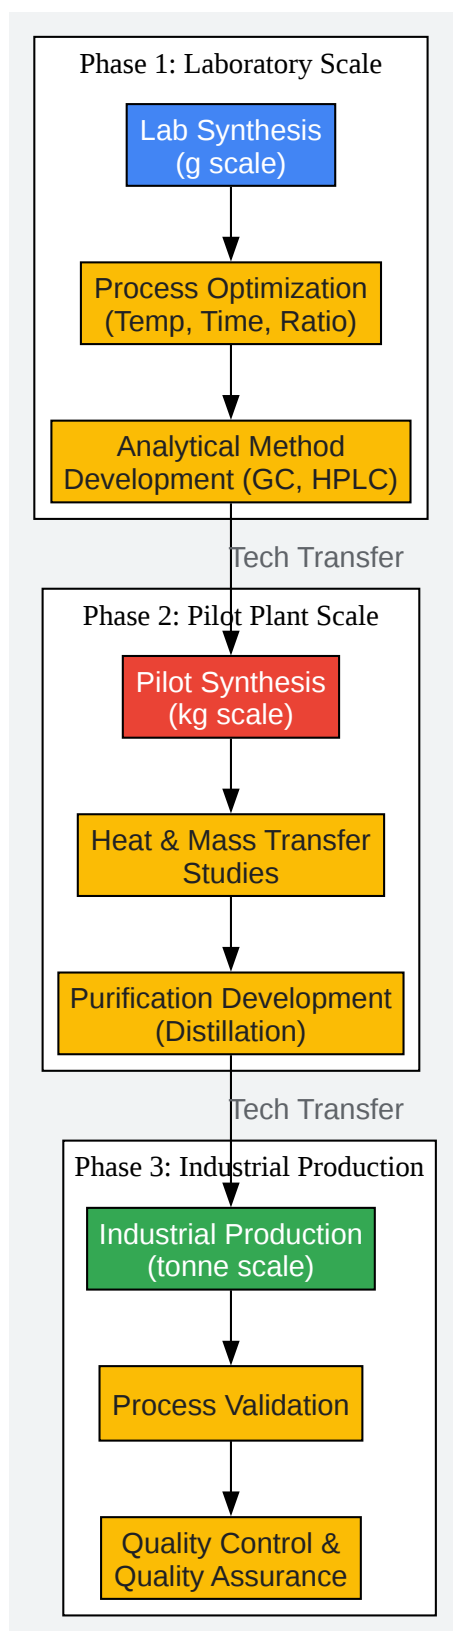 Phase 1: Laboratory Scale
Lab Synthesis
(g scale)
Process Optimization
(Temp, Time, Ratio)
Analytical Method
Development (GC, HPLC)
Tech Transfer
Phase 2: Pilot Plant Scale
Pilot Synthesis
(kg scale)
Heat & Mass Transfer
Studies
Purification Development
(Distillation)
Tech Transfer
Phase 3: Industrial Production
Industrial Production
(tonne scale)
Process Validation
Quality Control &
Quality Assurance